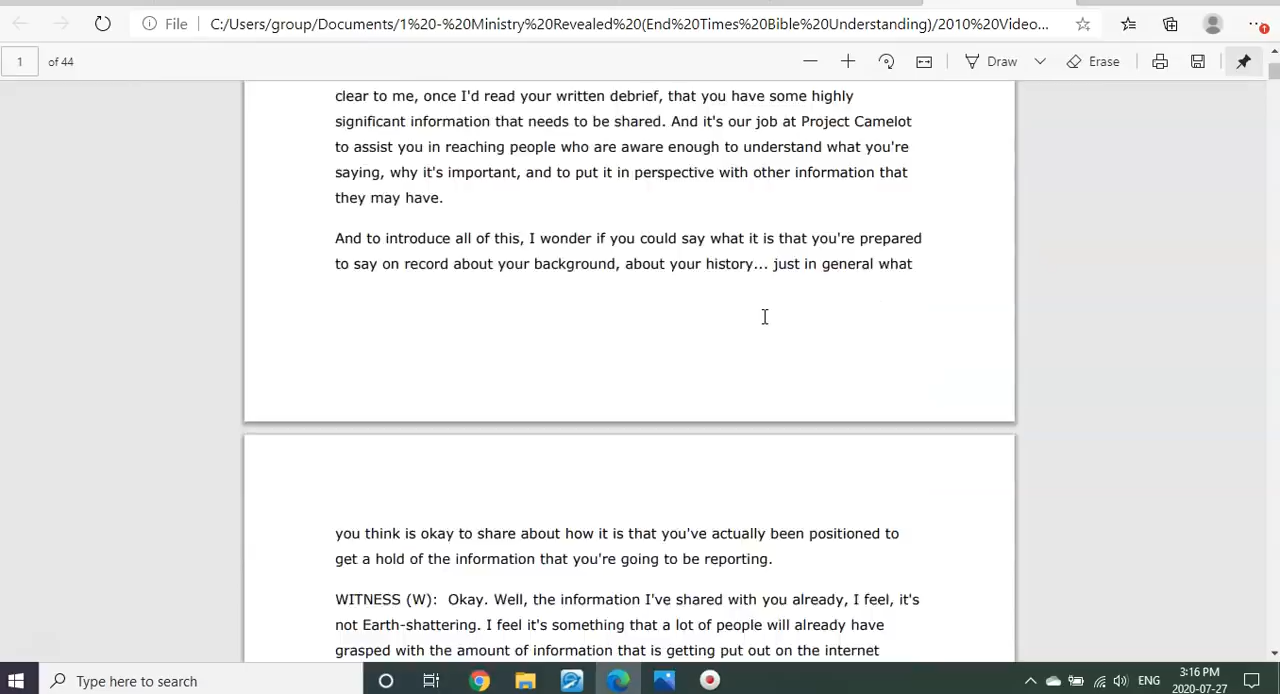 File
C:/Users/group/Documents/1%20-%20Ministry%20Revealed%20(End%20Times%20Bible%20Understanding)/2010%20Video...
1 of 44
Draw
Erase
clear to me, once I'd read your written debrief, that you have some highly
significant information that needs to be shared. And it's our job at Project Camelot
to assist you in reaching people who are aware enough to understand what you're
saying, why it's important, and to put it in perspective with other information that
they may have.
And to introduce all of this, I wonder if you could say what it is that you're prepared
to say on record about your background, about your history... just in general what
you think is okay to share about how it is that you've actually been positioned to
get a hold of the information that you're going to be reporting.
WITNESS (W):  Okay. Well, the information I've shared with you already, I feel, it's
not Earth-shattering. I feel it's something that a lot of people will already have
grasped with the amount of information that is getting put out on the internet
Type here to search
ENG
3:16 PM
2020-07-27